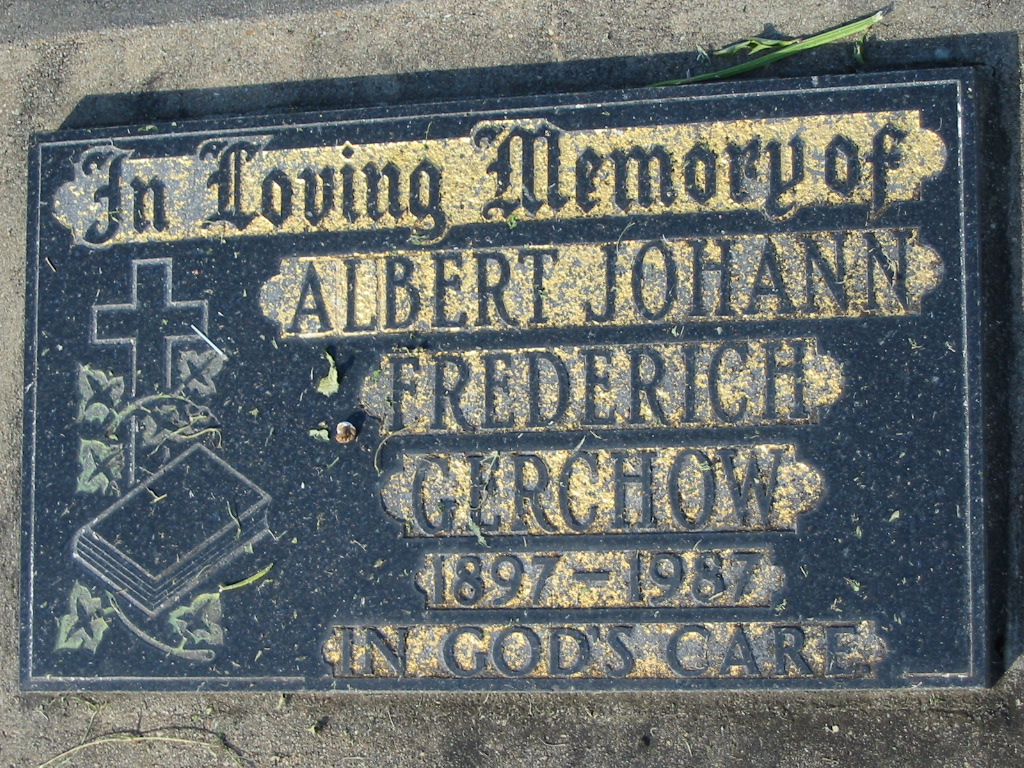 In Loving Memory of
ALBERT JOHANN
FREDERICH
GERCHOW
1897-1987
IN GOD'S CARE.